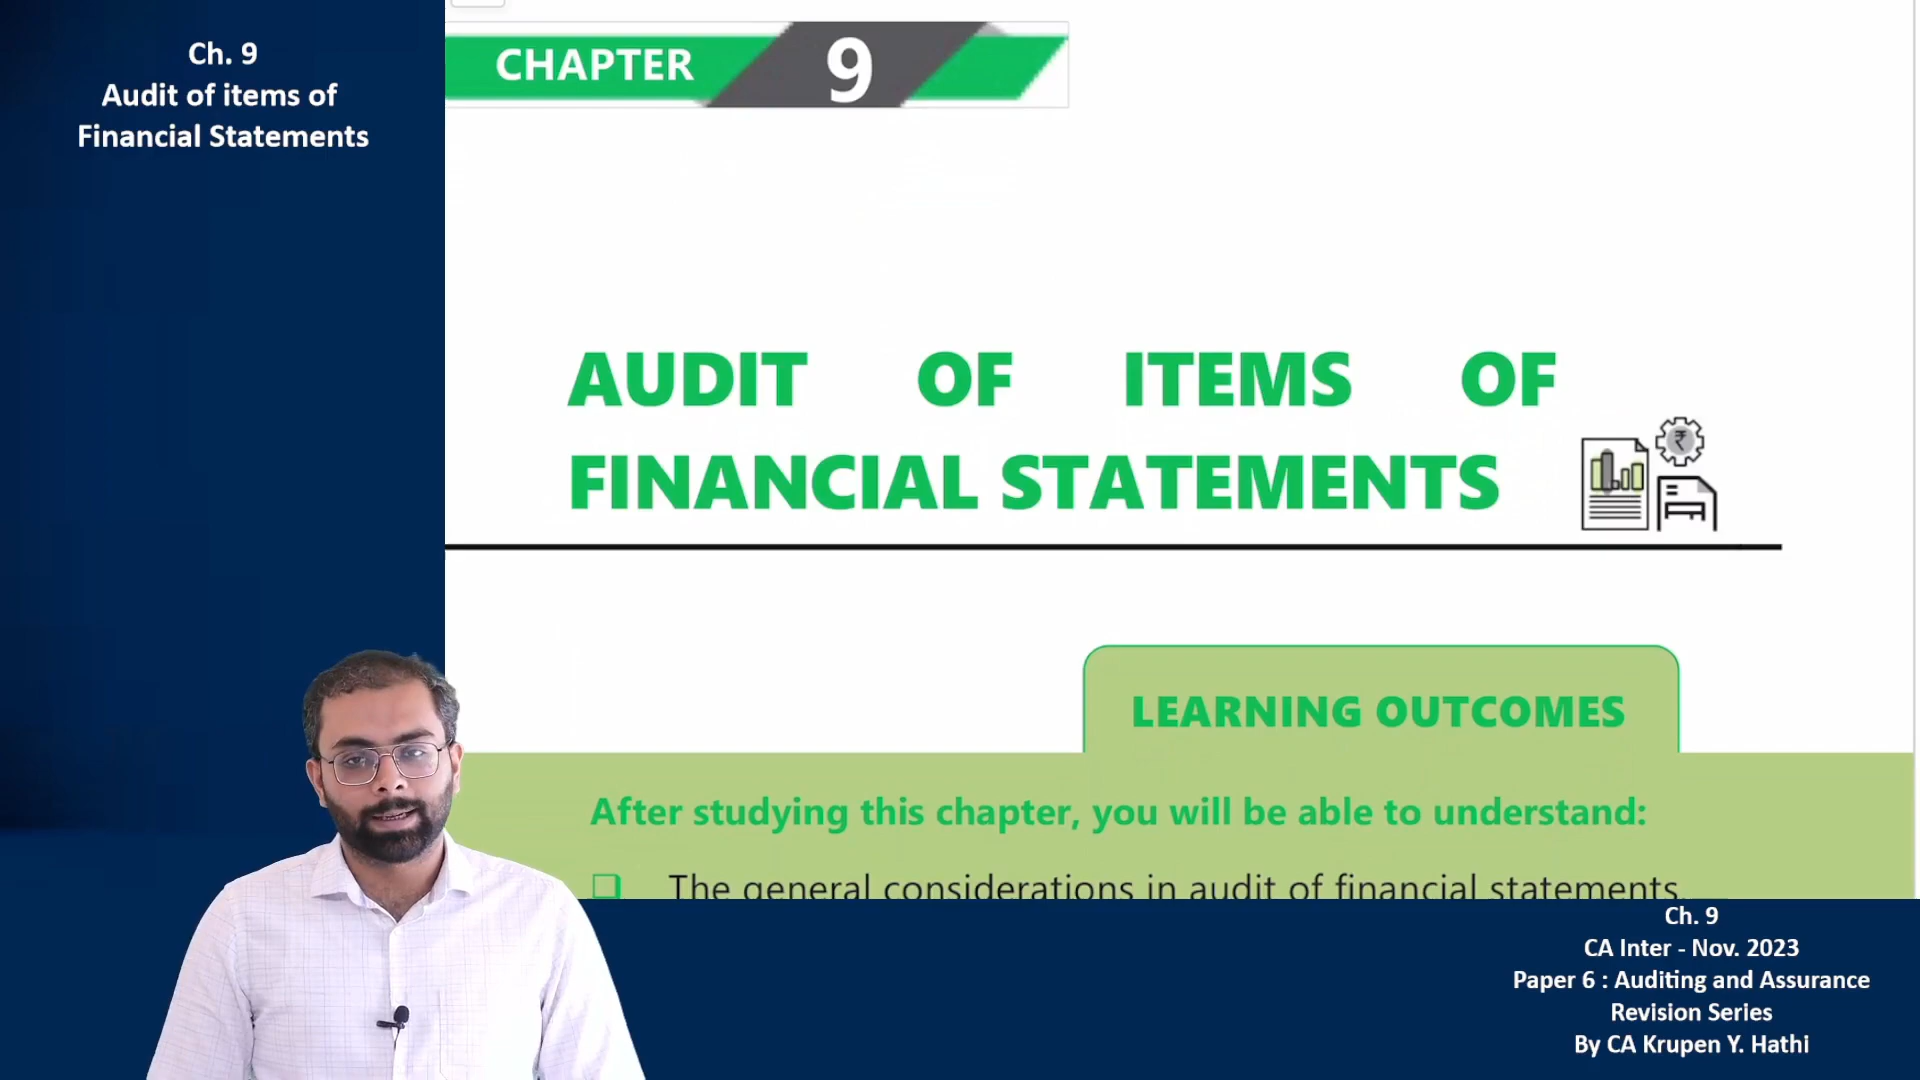 Ch. 9
Audit of items of
Financial Statements
CHAPTER 9
AUDIT OF ITEMS OF
FINANCIAL STATEMENTS
₹
LEARNING OUTCOMES
After studying this chapter, you will be able to understand:
The general considerations in audit of financial statements.
Ch. 9
CA Inter - Nov. 2023
Paper 6 : Auditing and Assurance
Revision Series
By CA Krupen Y. Hathi